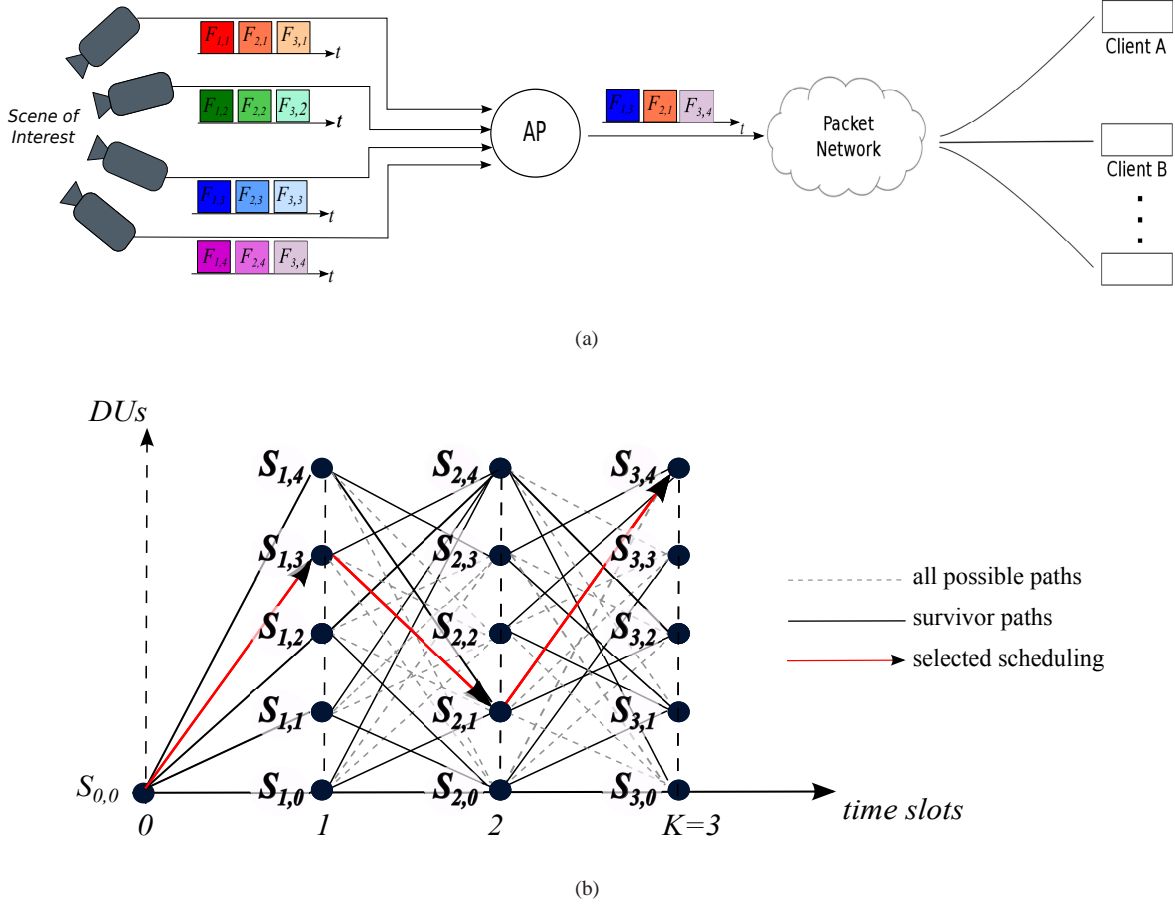 F1,1 F2,1 F3,1
t
Client A
F1,2 F2,2 F3,2
t
Scene of
Interest
AP
F1,3 F2,1 F3,4
t
Packet
Network
Client B
F1,3 F2,3 F3,3
t
F1,4 F2,4 F3,4
t
(a)
DUs
S1,4 S2,4 S3,4
S1,3 S2,3 S3,3
S1,2 S2,2 S3,2
S1,1 S2,1 S3,1
S0,0 S1,0 S2,0 S3,0
0 1 2 K=3
time slots
all possible paths
survivor paths
selected scheduling
(b)